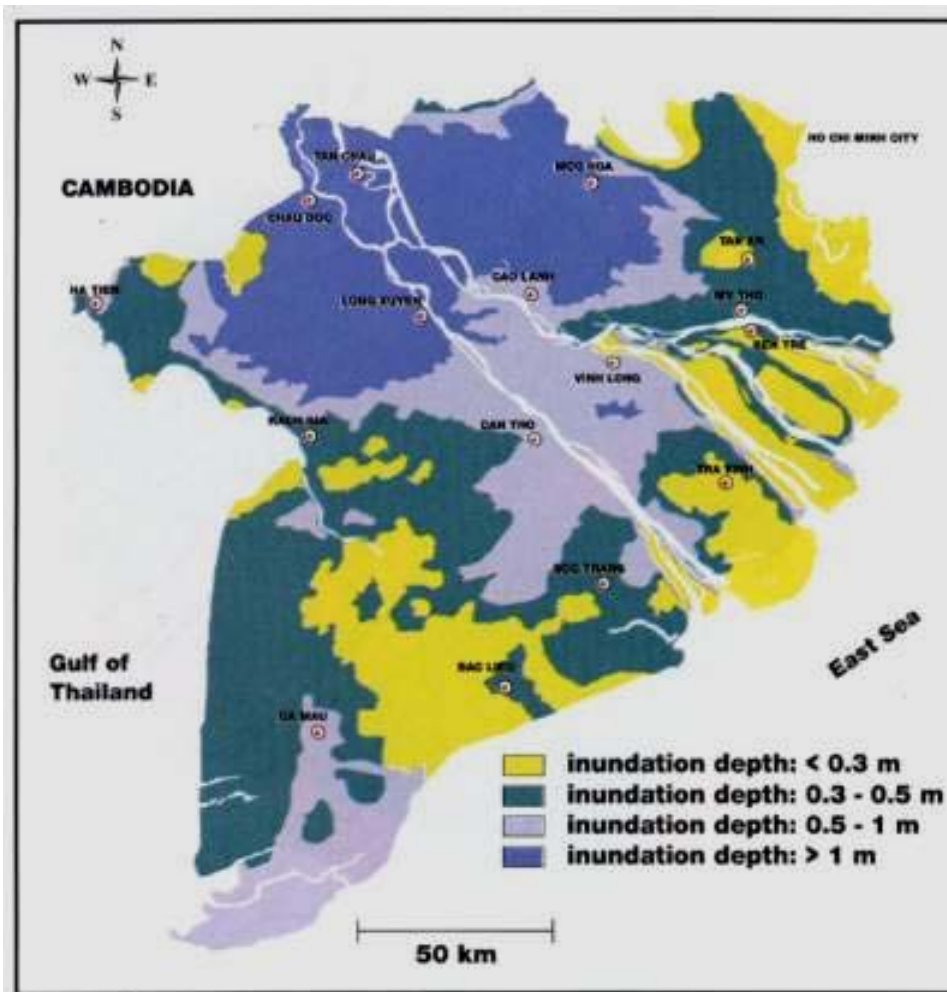 N
W E
S
HO CHI MINH CITY
TAN CHAU
MOC HOA
CAMBODIA
CHAU DOC
TAN AN
CAO LANH
HA TIEN
LONG XUYEN
MY THO
BEN TRE
VINH LONG
RACH GIA
CAN THO
TRA VINH
SOC TRANG
Gulf of
Thailand
East Sea
BAC LIEU
CA MAU
inundation depth: < 0.3 m
inundation depth: 0.3 - 0.5 m
inundation depth: 0.5 - 1 m
inundation depth: > 1 m
50 km